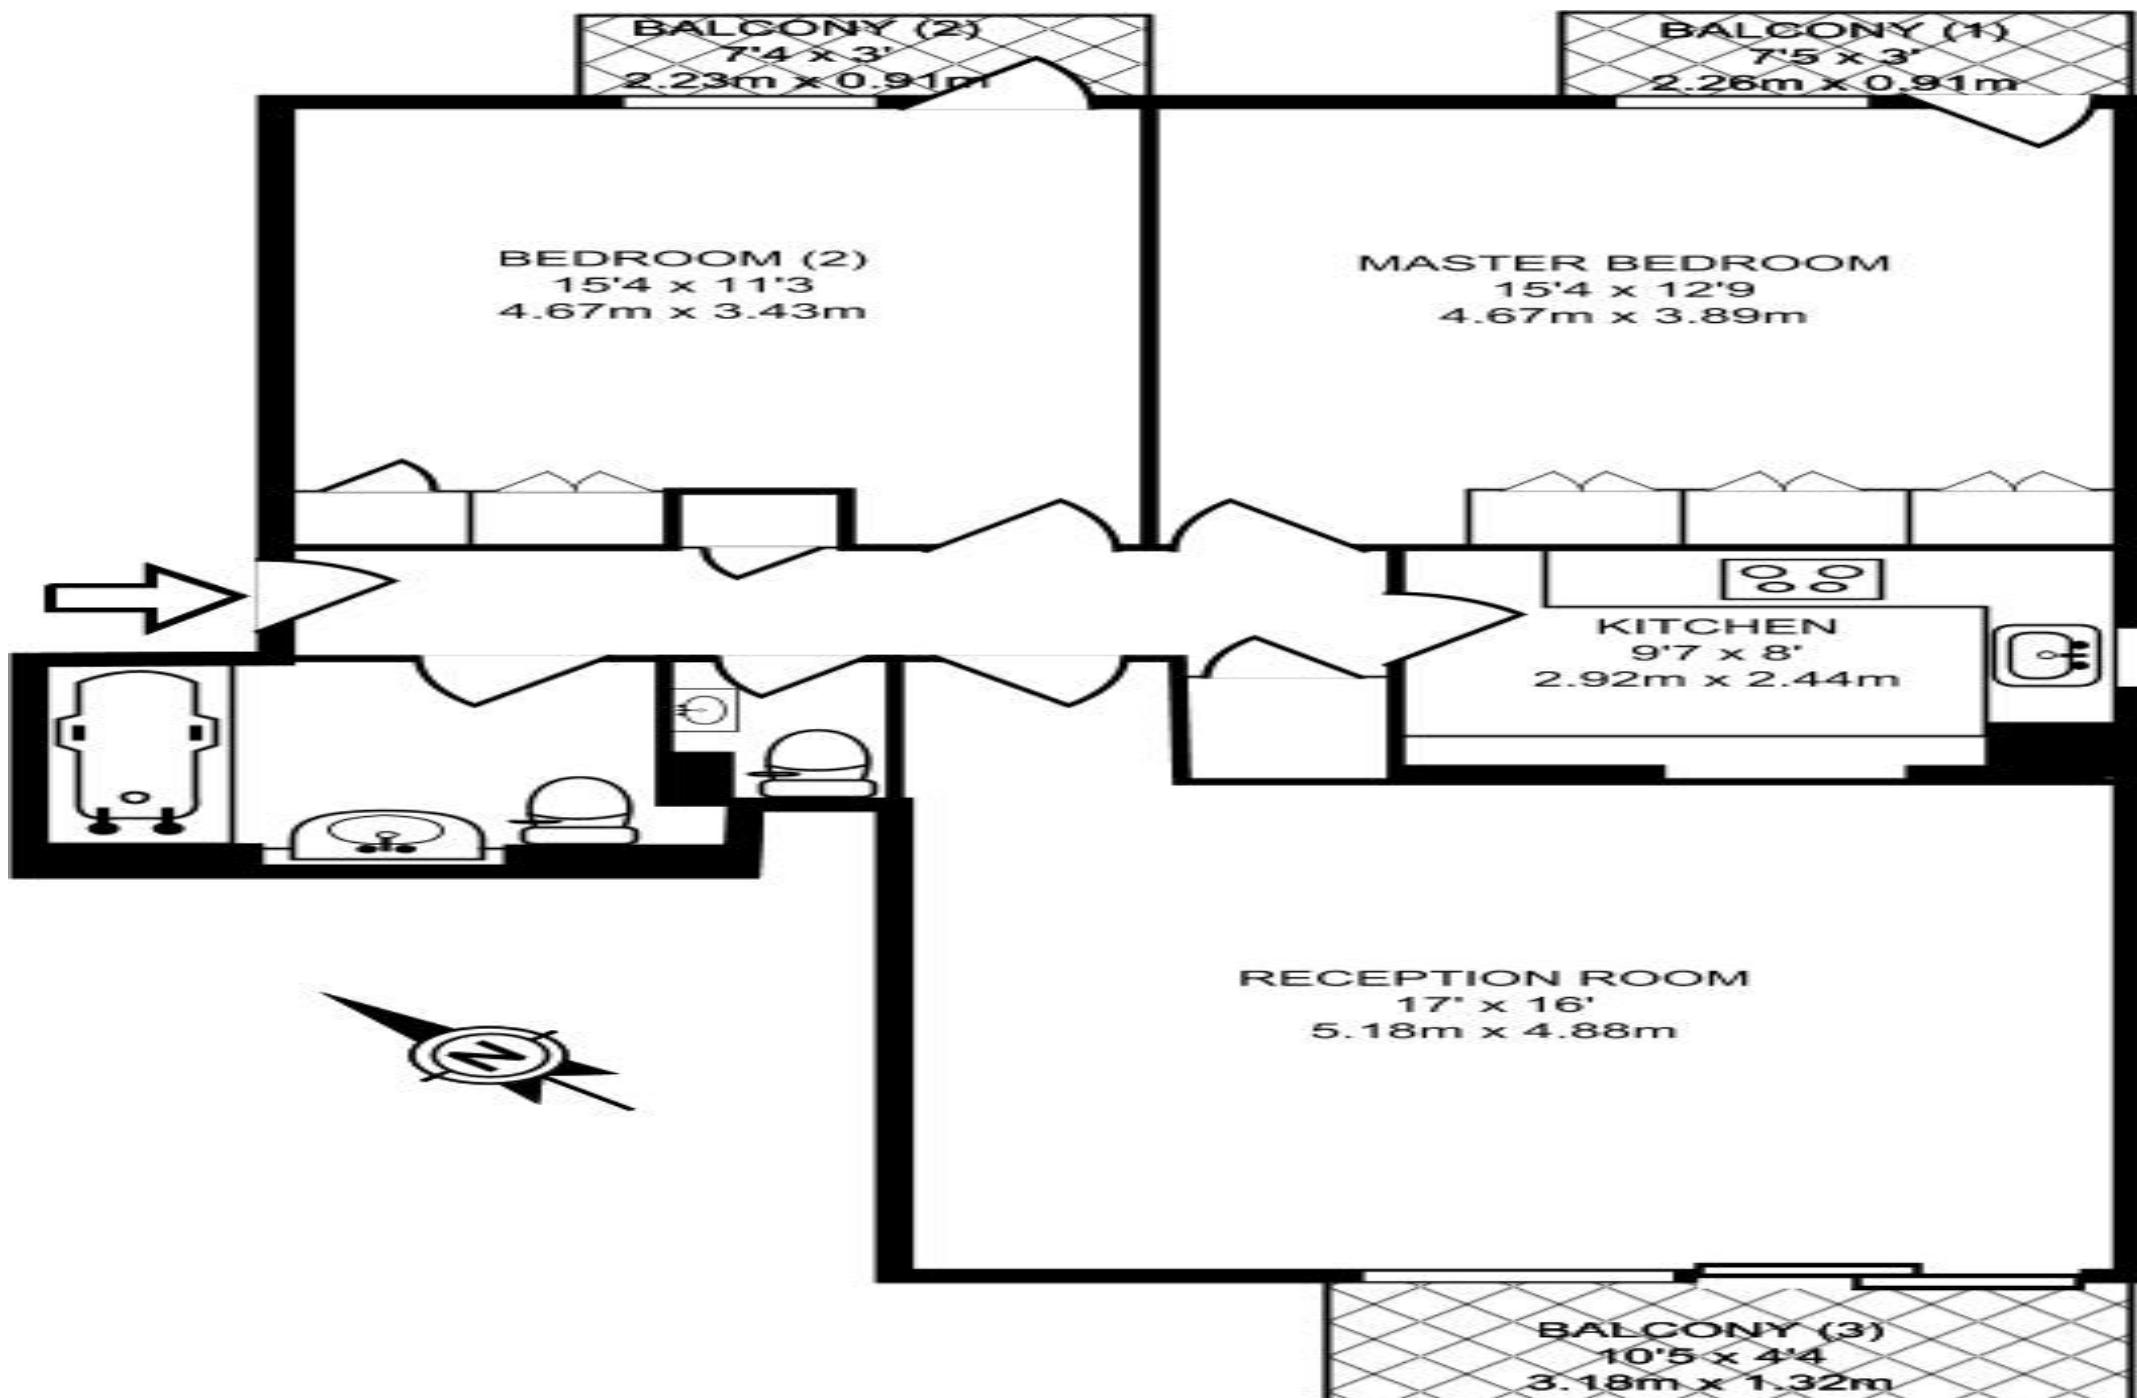 BALCONY (2)
7'4 x 3'
2.23m x 0.91m
BALCONY (1)
7'5 x 3'
2.26m x 0.91m
BEDROOM (2)
15'4 x 11'3
4.67m x 3.43m
MASTER BEDROOM
15'4 x 12'9
4.67m x 3.89m
KITCHEN
9'7 x 8'
2.92m x 2.44m
RECEPTION ROOM
17' x 16'
5.18m x 4.88m
N
BALCONY (3)
10'5 x 4'4
3.18m x 1.32m